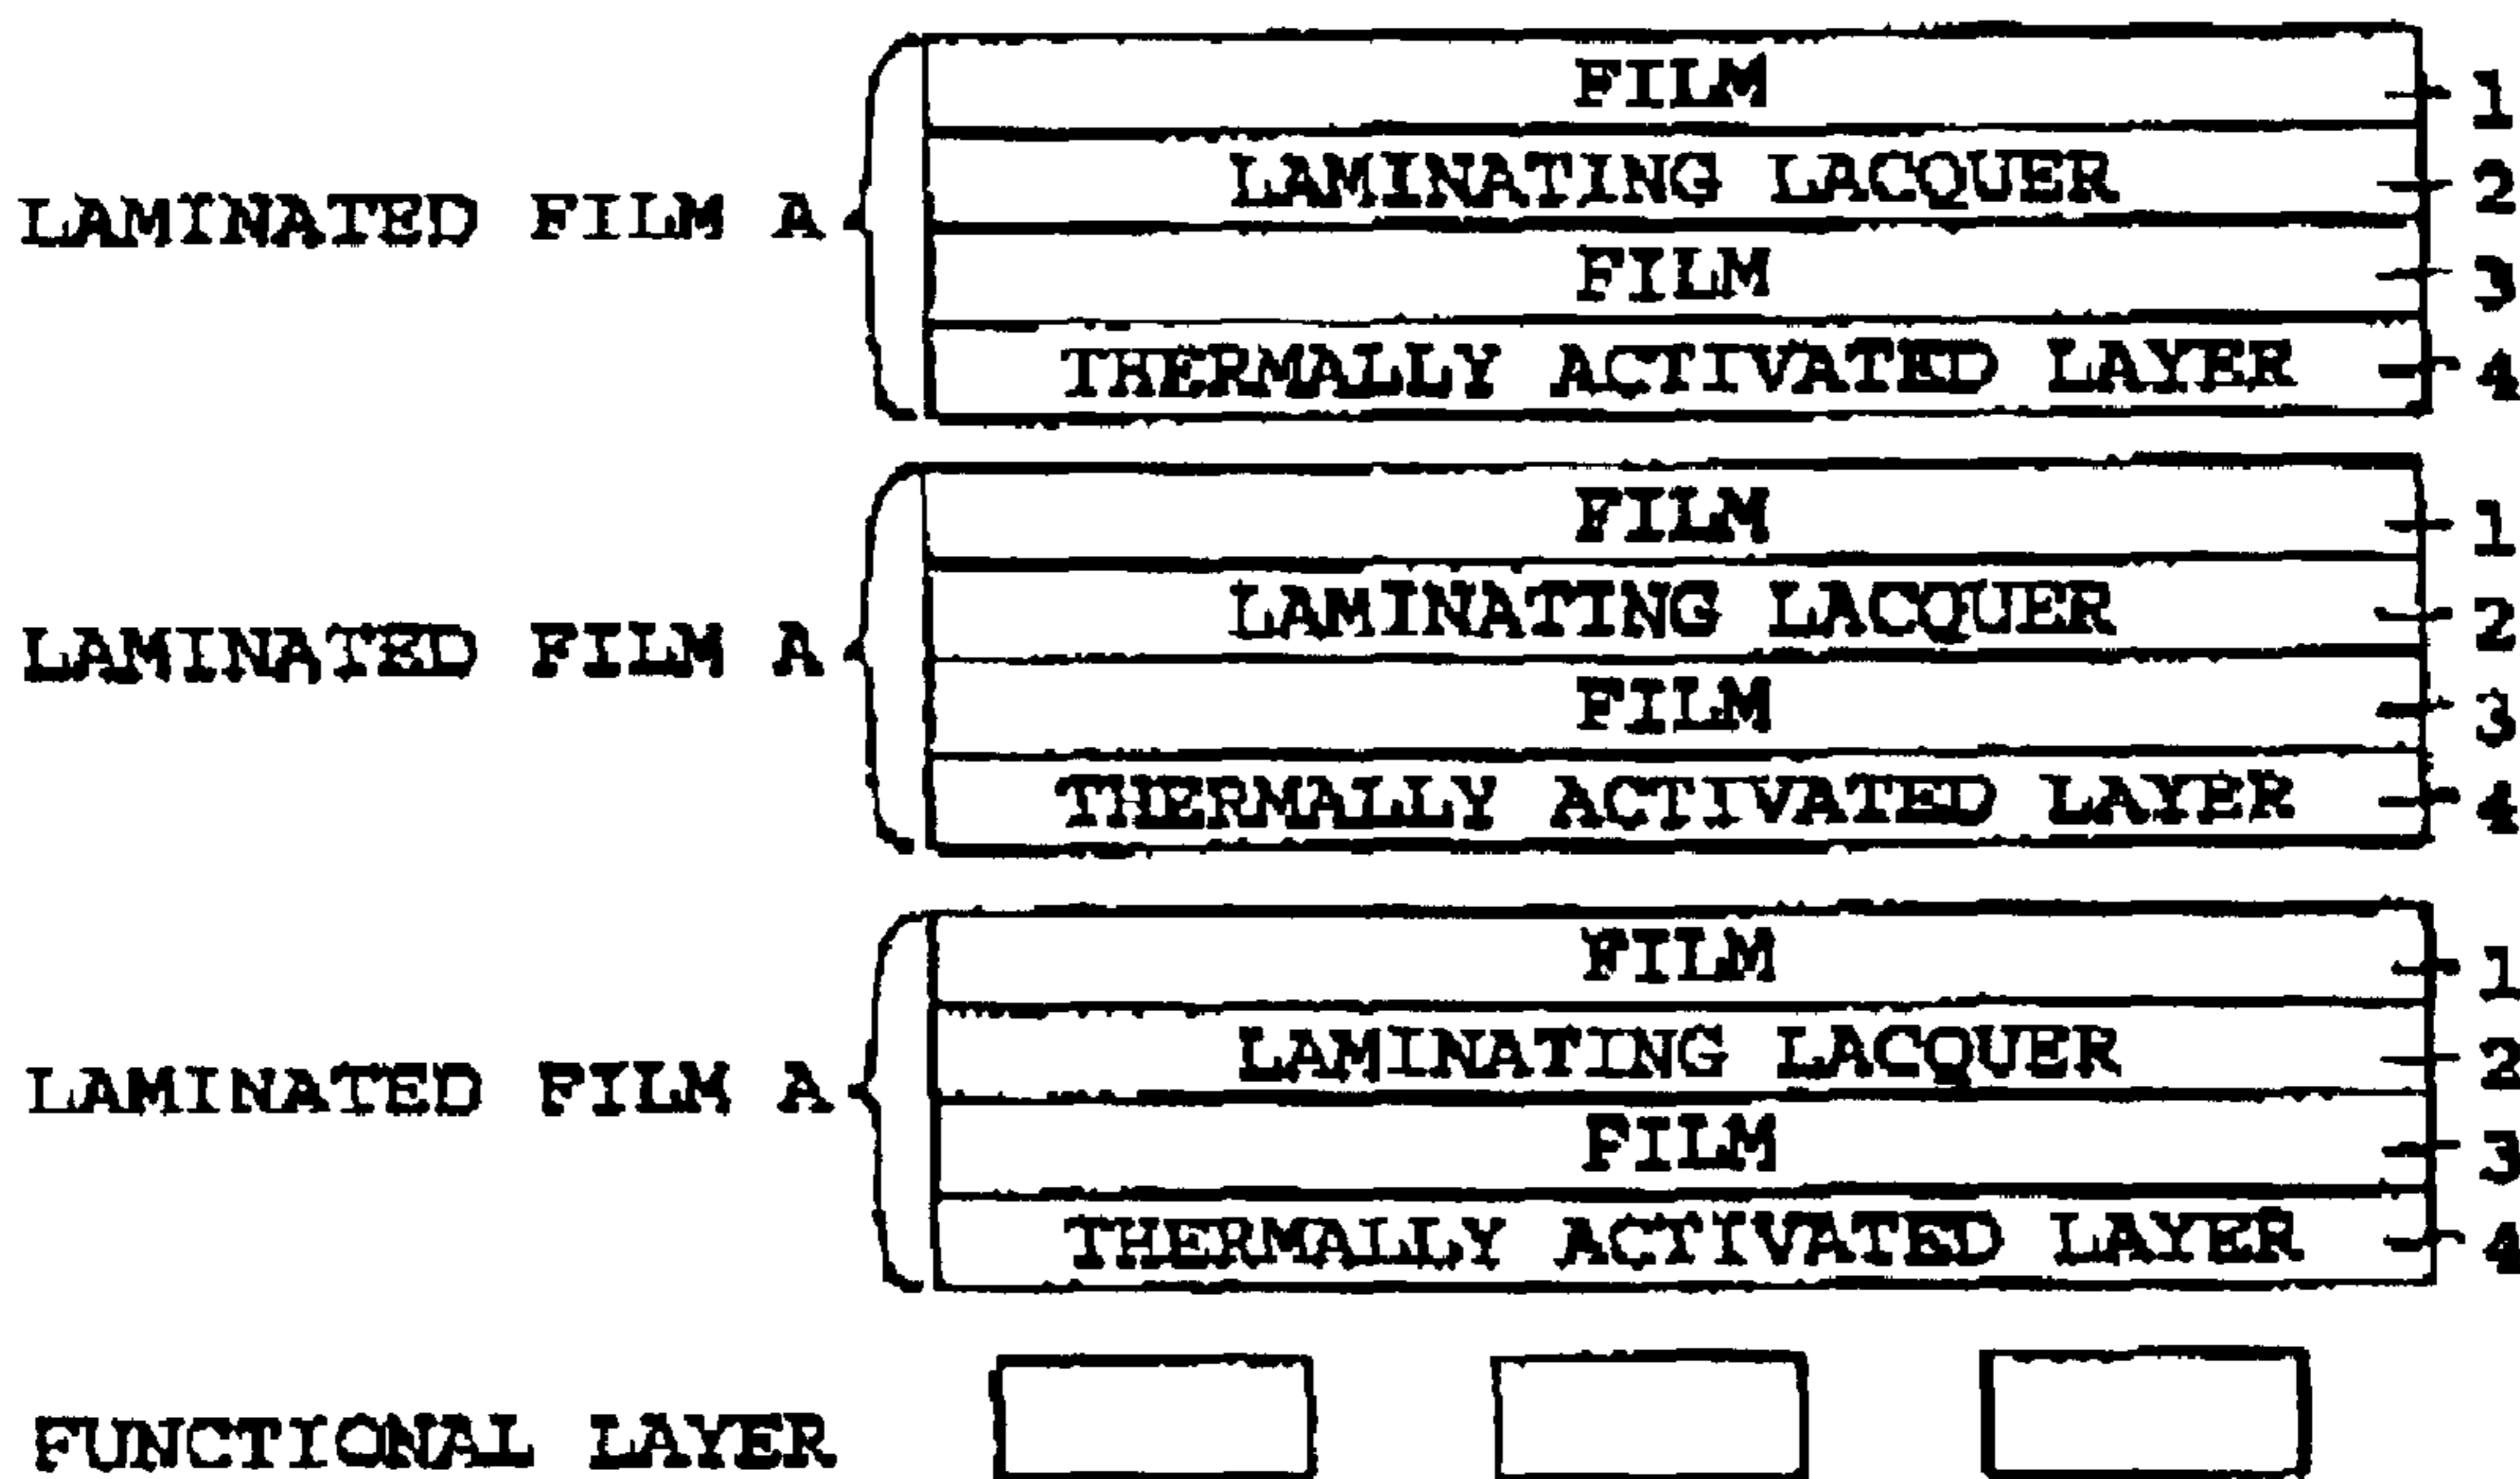 FILM 1
LAMINATING LACQUER 2
LAMINATED FILM A
FILM 3
THERMALLY ACTIVATED LAYER 4
FILM 1
LAMINATING LACQUER 2
LAMINATED FILM A
FILM 3
THERMALLY ACTIVATED LAYER 4
FILM 1
LAMINATING LACQUER 2
LAMINATED FILM A
FILM 3
THERMALLY ACTIVATED LAYER 4
FUNCTIONAL LAYER